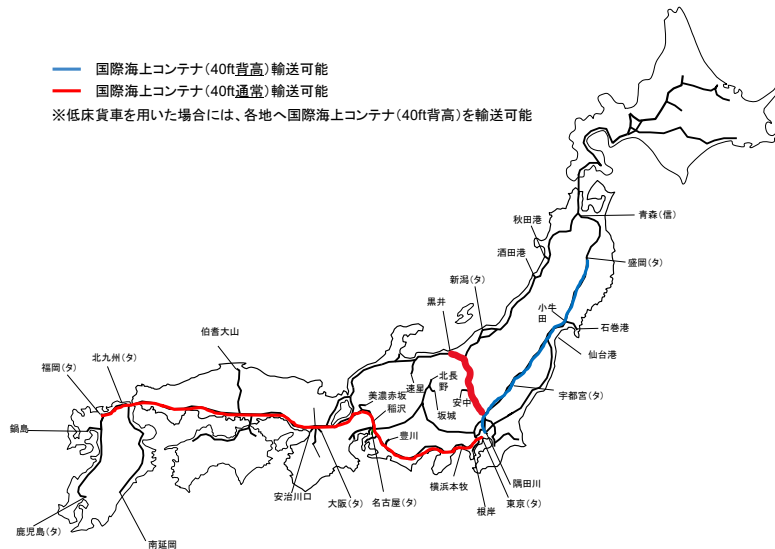 国際海上コンテナ(40ft背高)輸送可能
国際海上コンテナ(40ft通常)輸送可能
※低床貨車を用いた場合には、各地へ国際海上コンテナ(40ft背高)を輸送可能
青森(信)
秋田港
酒田港
盛岡(タ)
新潟(タ)
黒井
小牛
田
石巻港
仙台港
伯耆大山
北九州(タ)
福岡(タ)
北長
野
速星
美濃赤坂
安中
宇都宮(タ)
稲沢
坂城
鍋島
豊川
隅田川
横浜本牧
安治川口
大阪(タ)
名古屋(タ)
東京(タ)
根岸
鹿児島(タ)
南延岡